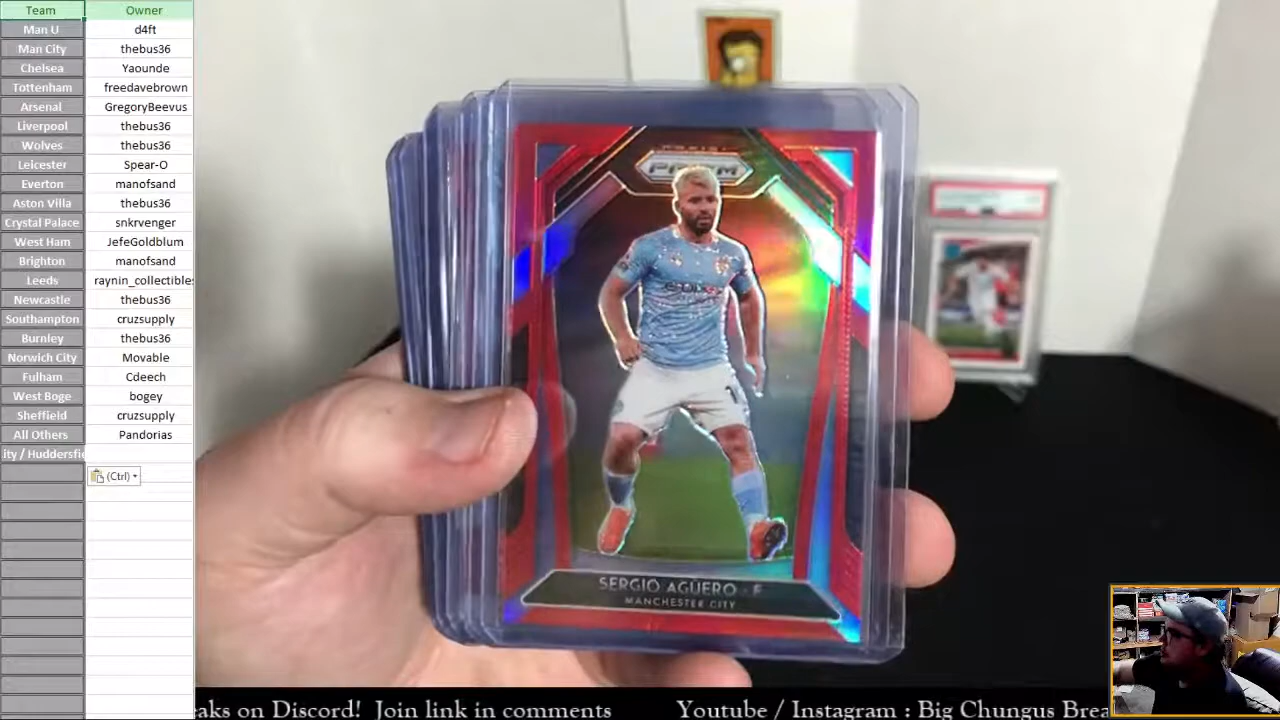 Team Owner
Man U d4ft
Man City thebus36
Chelsea Yaounde
Tottenham freedavebrown
Arsenal GregoryBeevus
Liverpool thebus36
Wolves thebus36
Leicester Spear-O
Everton manofsand
Aston Villa thebus36
Crystal Palace snkrvenger
West Ham JefeGoldblum
Brighton manofsand
Leeds raynin_collectibles
Newcastle thebus36
Southampton cruzsupply
Burnley thebus36
Norwich City Movable
Fulham Cdeech
West Boge bogey
Sheffield cruzsupply
All Others Pandorias
ity / Huddersfie
(Ctrl)
PRIZM
SERGIO AGÜERO - F
MANCHESTER CITY
aks on Discord! Join link in comments Youtube / Instagram : Big Chungus Brea